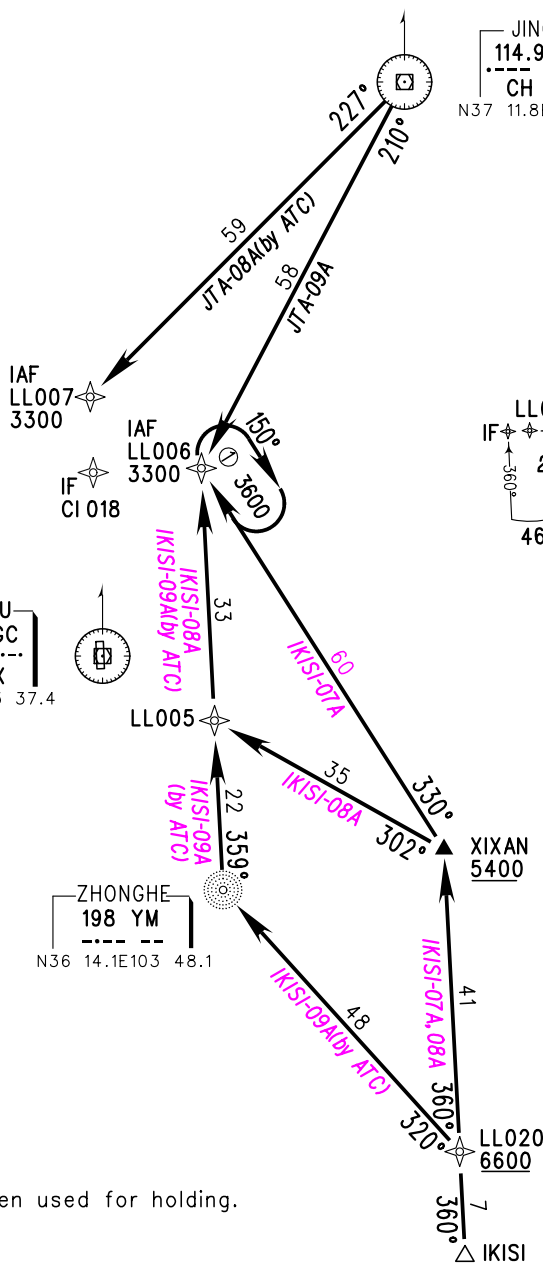 JIN
114.9
CH
N37 11.8
227°
210°
59
JTA-08A(by ATC)
58
JTA-09A
IAF
LL007
3300
IAF
LL006
3300
IF
CI 018
150°
1
3600
LL0
IF
360°
2
46
IKISI-08A
IKISI-09A(by ATC)
33
60
IKISI-07A
U
GC
X
37.4
LL005
35
IKISI-08A
330°
302°
XIXAN
5400
22
IKISI-09A
(by ATC)
359°
ZHONGHE
198 YM
N36 14.1E103 48.1
IKISI-07A,08A
41
48
IKISI-09A(by ATC)
360°
320°
LL020
6600
7
360°
IKISI
en used for holding.